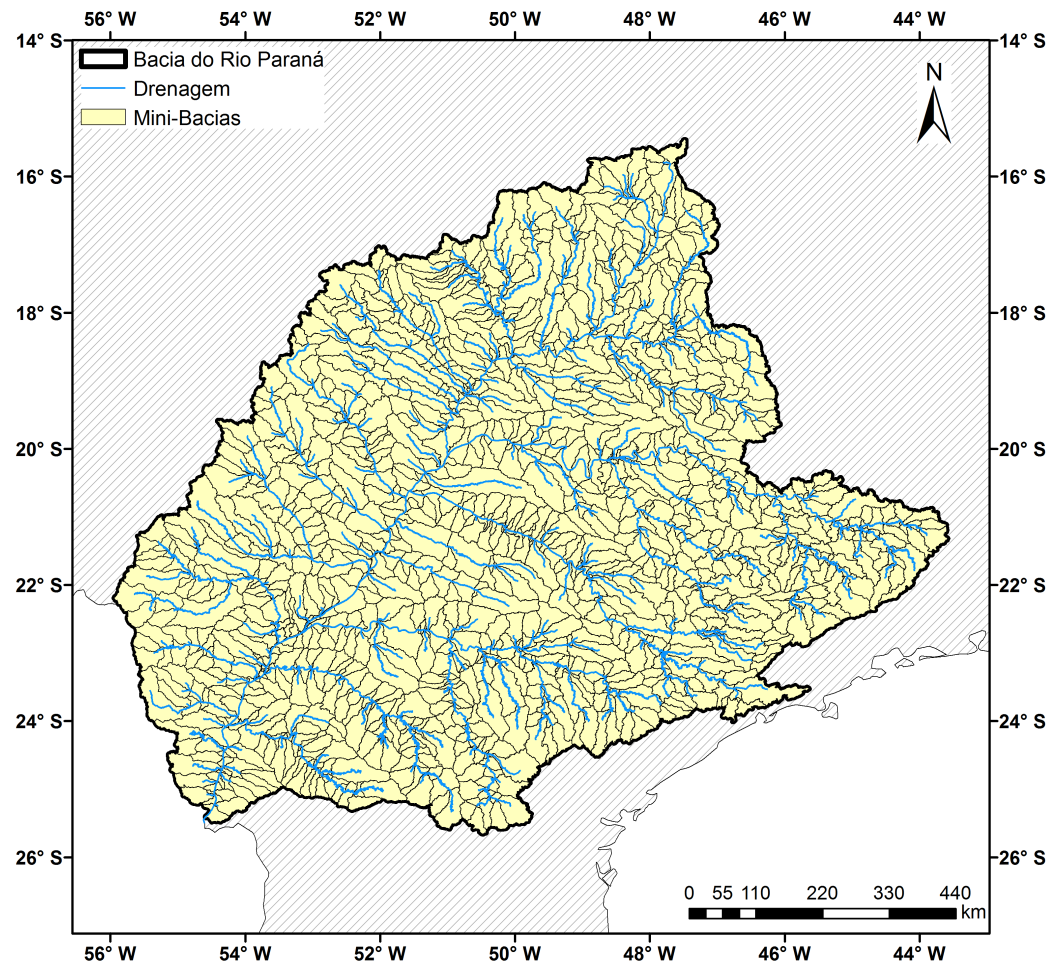 56° W 54° W 52° W 50° W 48° W 46° W 44° W
14° S 14° S
Bacia do Rio Paraná
Drenagem
Mini-Bacias
N
16° S 16° S
18° S 18° S
20° S 20° S
22° S 22° S
24° S 24° S
26° S 26° S
0 55 110 220 330 440
km
56° W 54° W 52° W 50° W 48° W 46° W 44° W